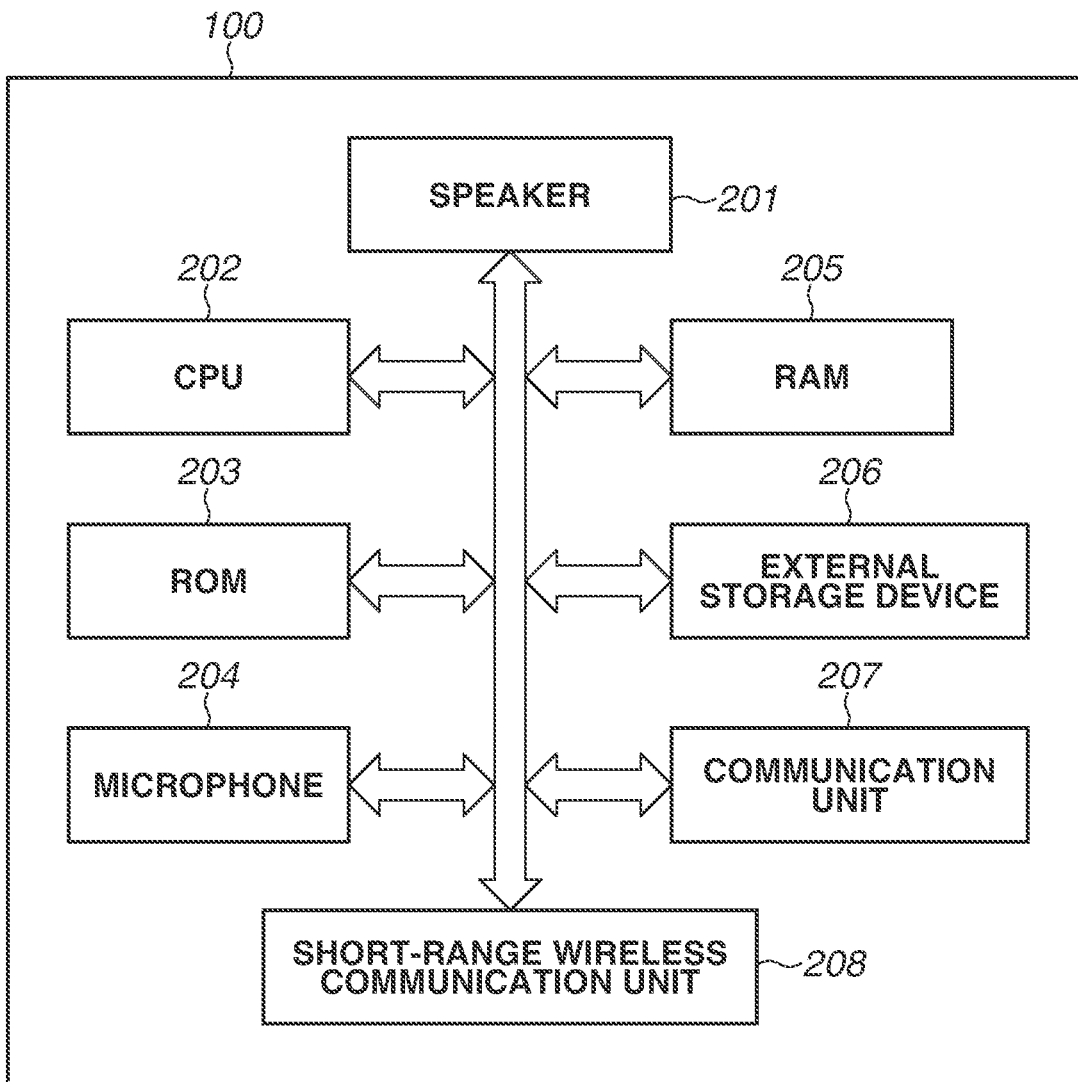 100
SPEAKER
201
202
CPU
205
RAM
203
ROM
206
EXTERNAL
STORAGE DEVICE
204
MICROPHONE
207
COMMUNICATION
UNIT
SHORT-RANGE WIRELESS
COMMUNICATION UNIT
208